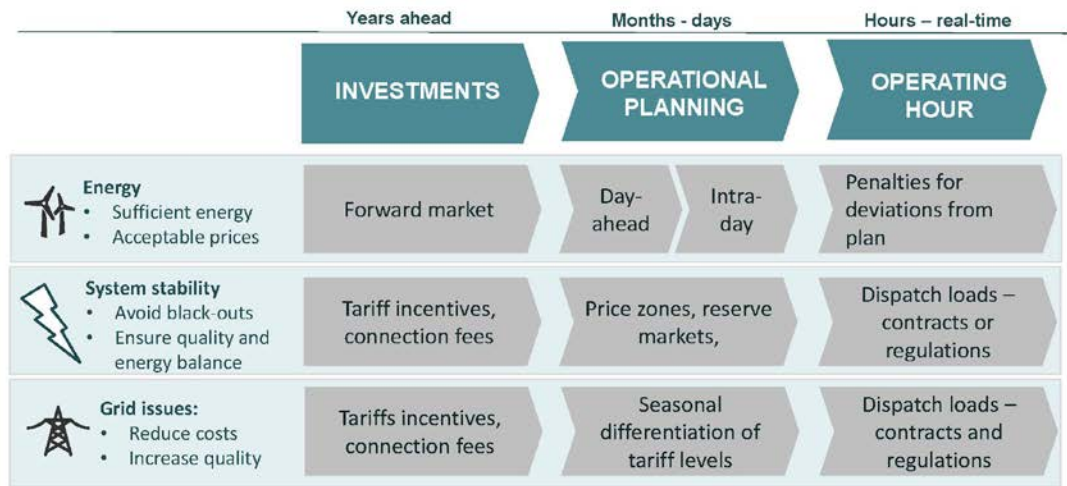 Years ahead
Months - days
Hours – real-time
INVESTMENTS
OPERATIONAL
PLANNING
OPERATING
HOUR
Energy
• Sufficient energy
• Acceptable prices
Forward market
Day-
ahead
Intra-
day
Penalties for
deviations from
plan
System stability
• Avoid black-outs
• Ensure quality and
energy balance
Tariff incentives,
connection fees
Price zones, reserve
markets,
Dispatch loads –
contracts or
regulations
Grid issues:
• Reduce costs
• Increase quality
Tariffs incentives,
connection fees
Seasonal
differentiation of
tariff levels
Dispatch loads –
contracts and
regulations